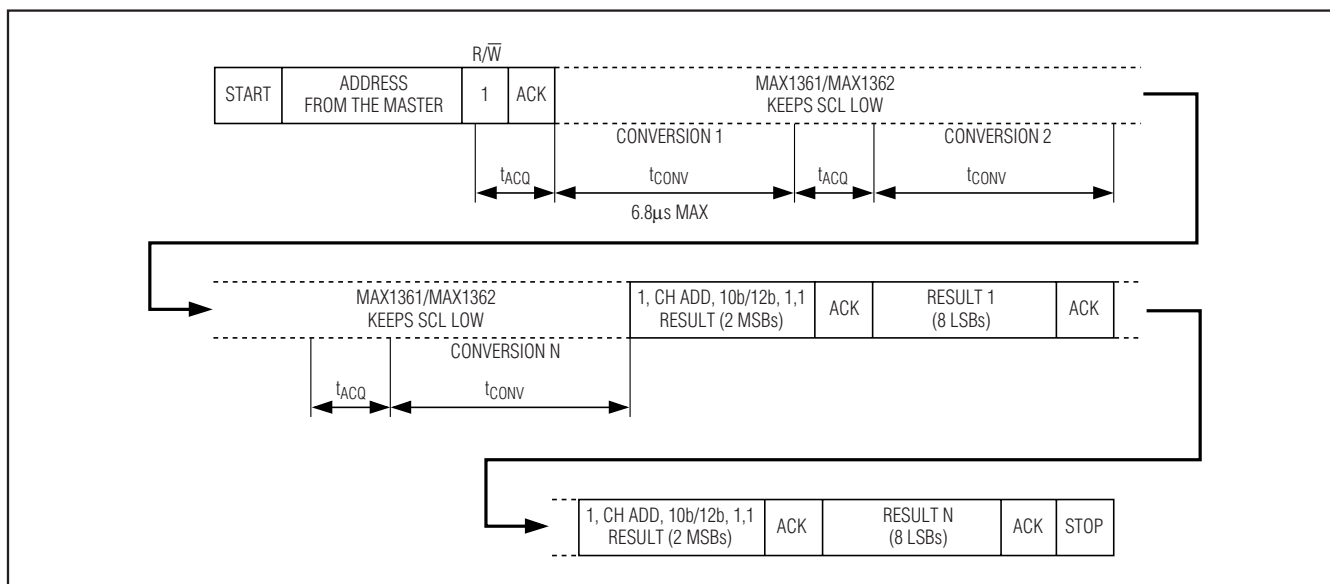 R/W̅
START
ADDRESS
FROM THE MASTER
1
ACK
MAX1361/MAX1362
KEEPS SCL LOW
CONVERSION 1
CONVERSION 2
tACQ
tCONV
tACQ
tCONV
6.8μs MAX
MAX1361/MAX1362
KEEPS SCL LOW
1, CH ADD, 10b/12b, 1,1
RESULT (2 MSBs)
ACK
RESULT 1
(8 LSBs)
ACK
CONVERSION N
tACQ
tCONV
1, CH ADD, 10b/12b, 1,1
RESULT (2 MSBs)
ACK
RESULT N
(8 LSBs)
ACK
STOP